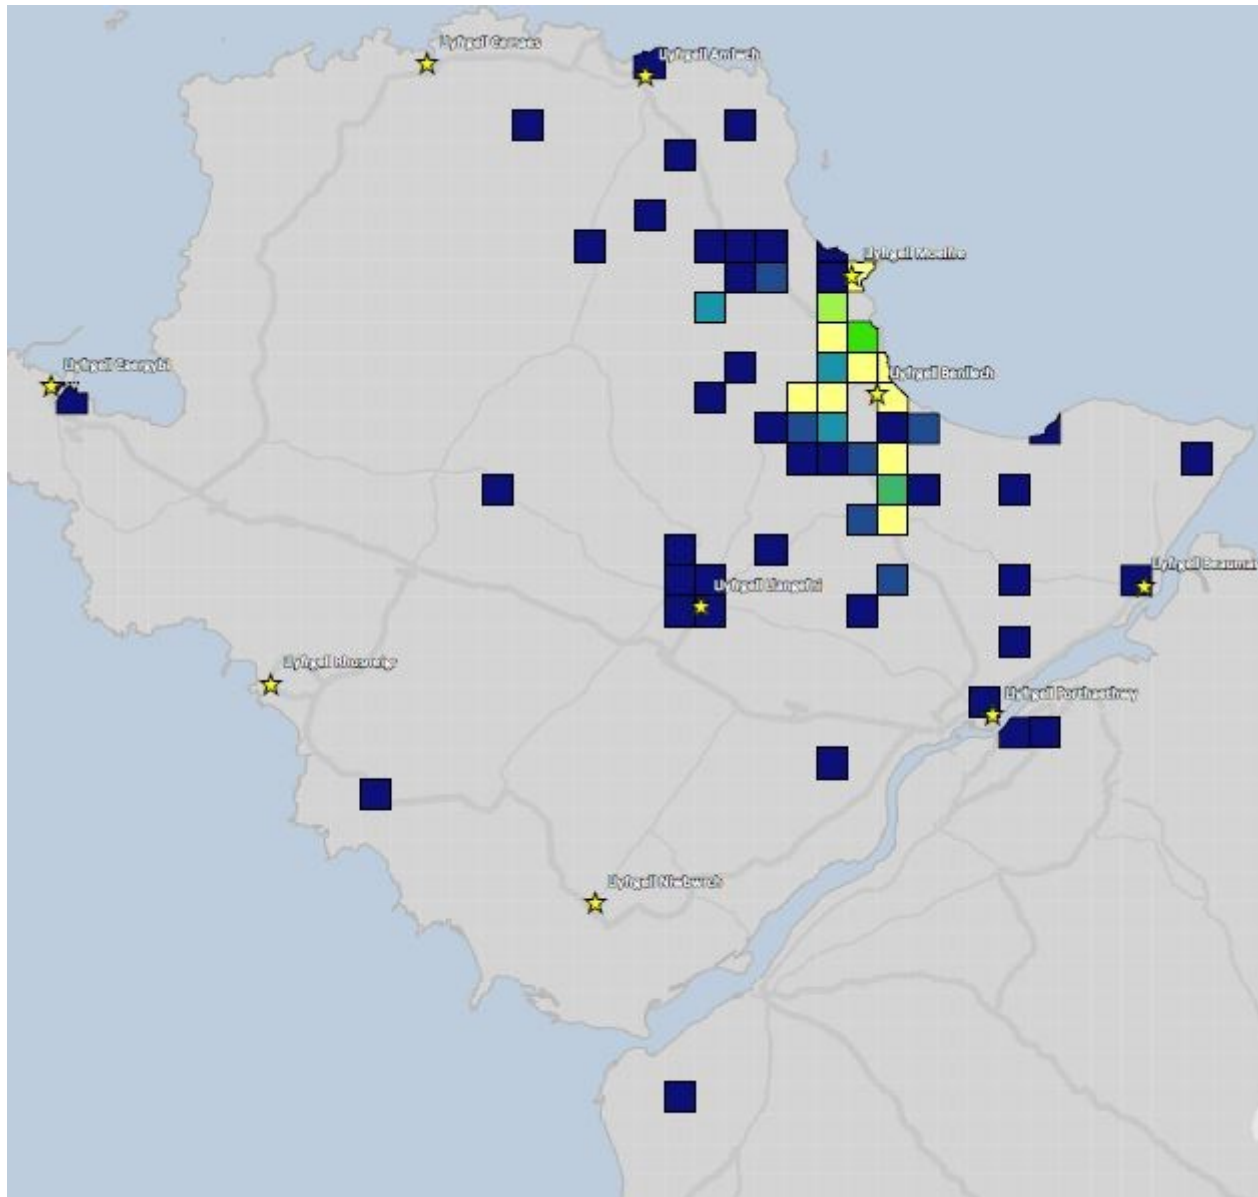 Llyfrgell Cemaes
Llyfrgell Amlwch
Llyfrgell Moelfre
Llyfrgell Caergybi
Llyfrgell Benllech
Llyfrgell Beaumar
Llyfrgell Llangefni
Llyfrgell Rhosneigr
Llyfrgell Porthaethwy
Llyfrgell Niwbwrch